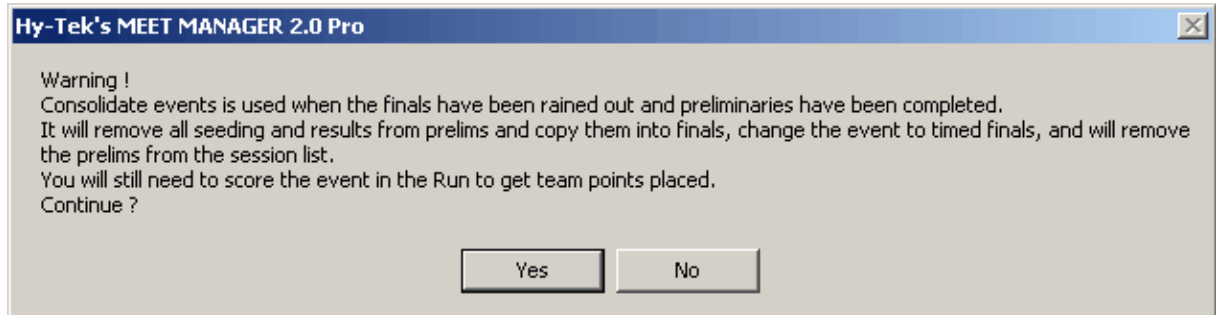 Hy-Tek's MEET MANAGER 2.0 Pro
Warning !
Consolidate events is used when the finals have been rained out and preliminaries have been completed.
It will remove all seeding and results from prelims and copy them into finals, change the event to timed finals, and will remove
the prelims from the session list.
You will still need to score the event in the Run to get team points placed.
Continue ?
Yes No